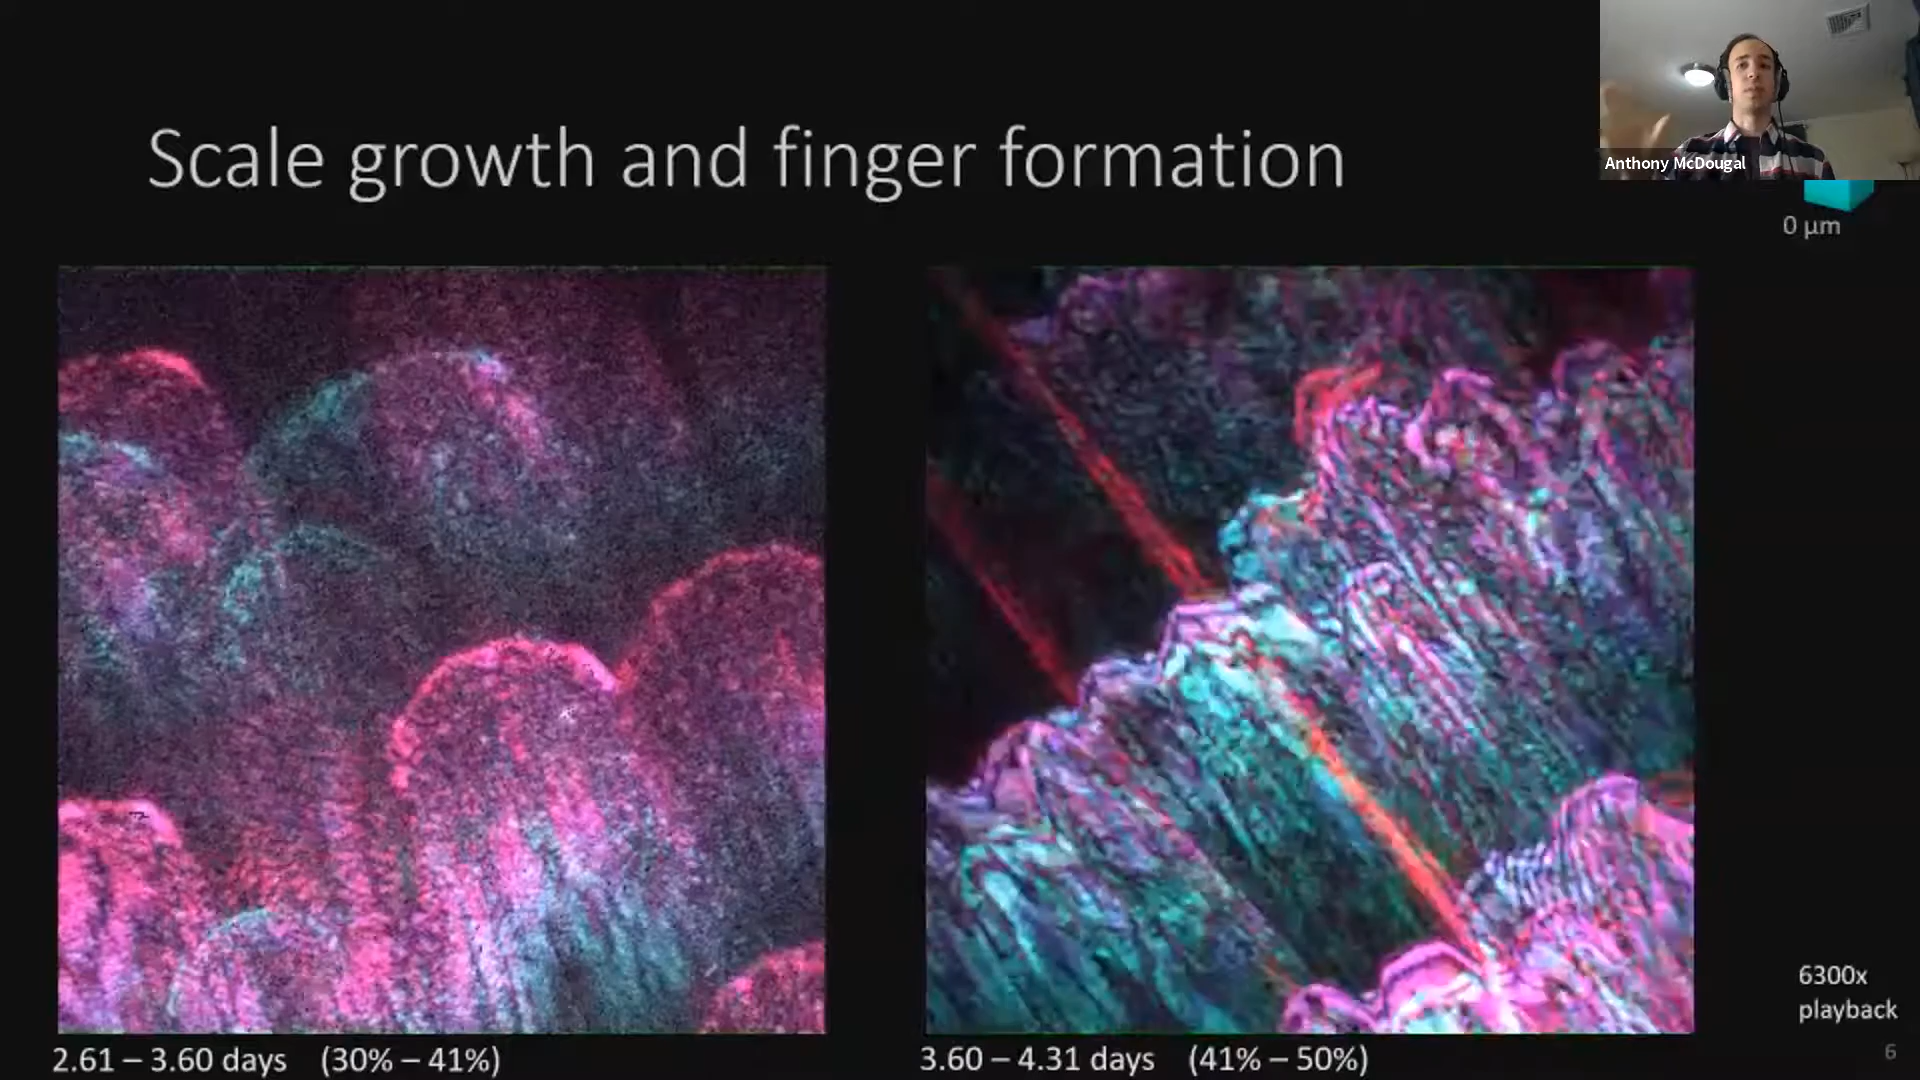 Scale growth and finger formation
Anthony McDougal
0 µm
2.61 – 3.60 days (30% – 41%)
3.60 – 4.31 days (41% – 50%)
6300x
playback
6